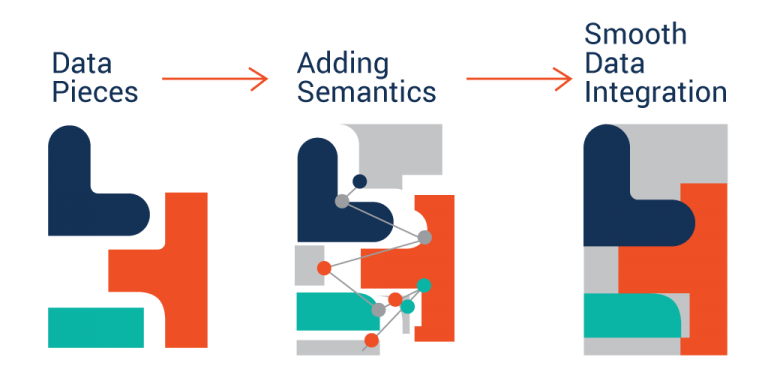 Data
Pieces
Adding
Semantics
Smooth
Data
Integration